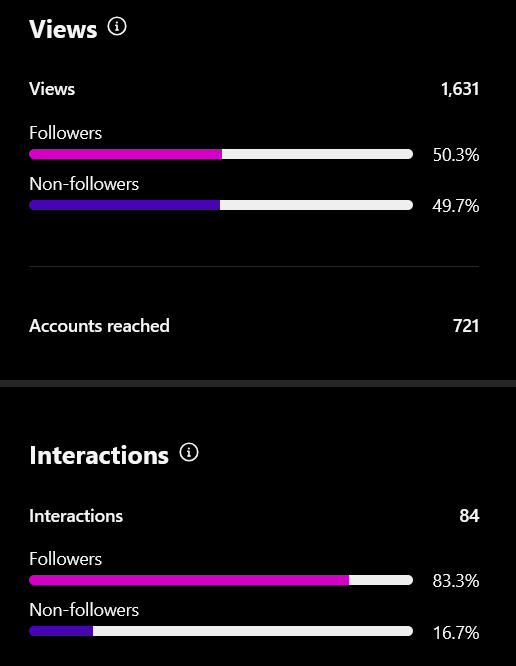 Views
Views 1,631
Followers
50.3%
Non-followers
49.7%
Accounts reached 721
Interactions
Interactions 84
Followers
83.3%
Non-followers
16.7%